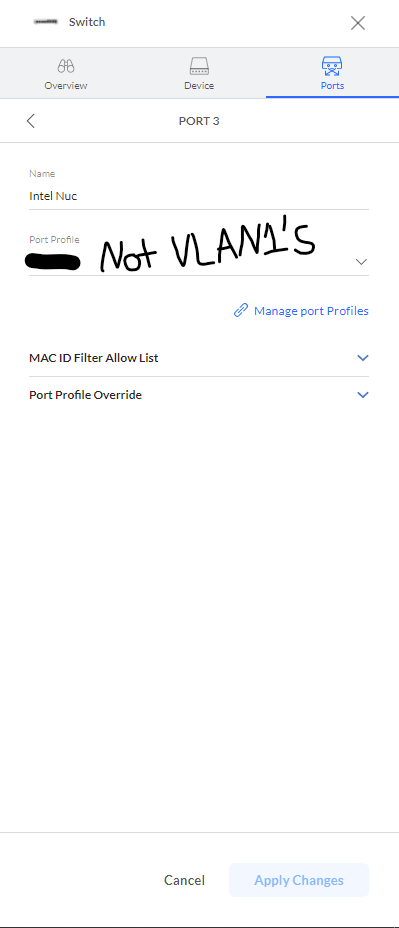 Switch
Overview Device Ports
PORT 3
Name
Intel Nuc
Port Profile
Not VLAN1'S
Manage port Profiles
MAC ID Filter Allow List
Port Profile Override
Cancel Apply Changes